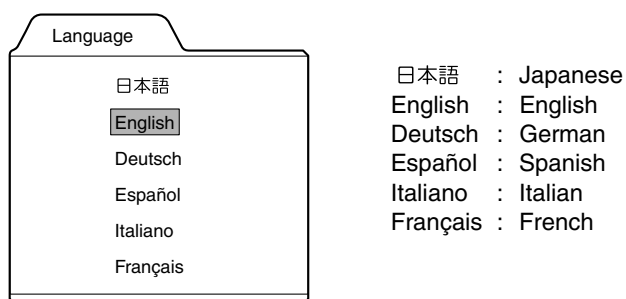 Language
日本語
English
Deutsch
Español
Italiano
Français
日本語 : Japanese
English : English
Deutsch : German
Español : Spanish
Italiano : Italian
Français : French